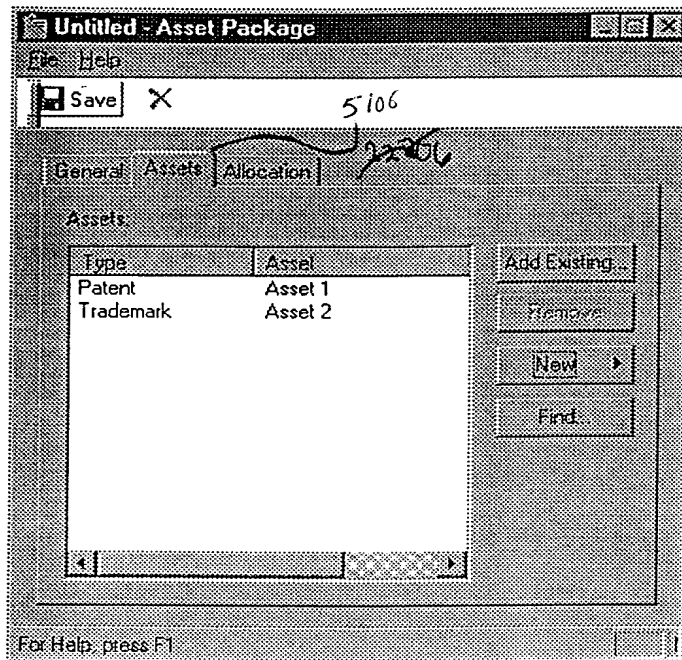 Untitled - Asset Package
File Help
Save
5106
General Assets Allocation
Assets:
Type Asset
Patent Asset 1
Trademark Asset 2
Add Existing...
Remove
New
Find...
For Help, press F1